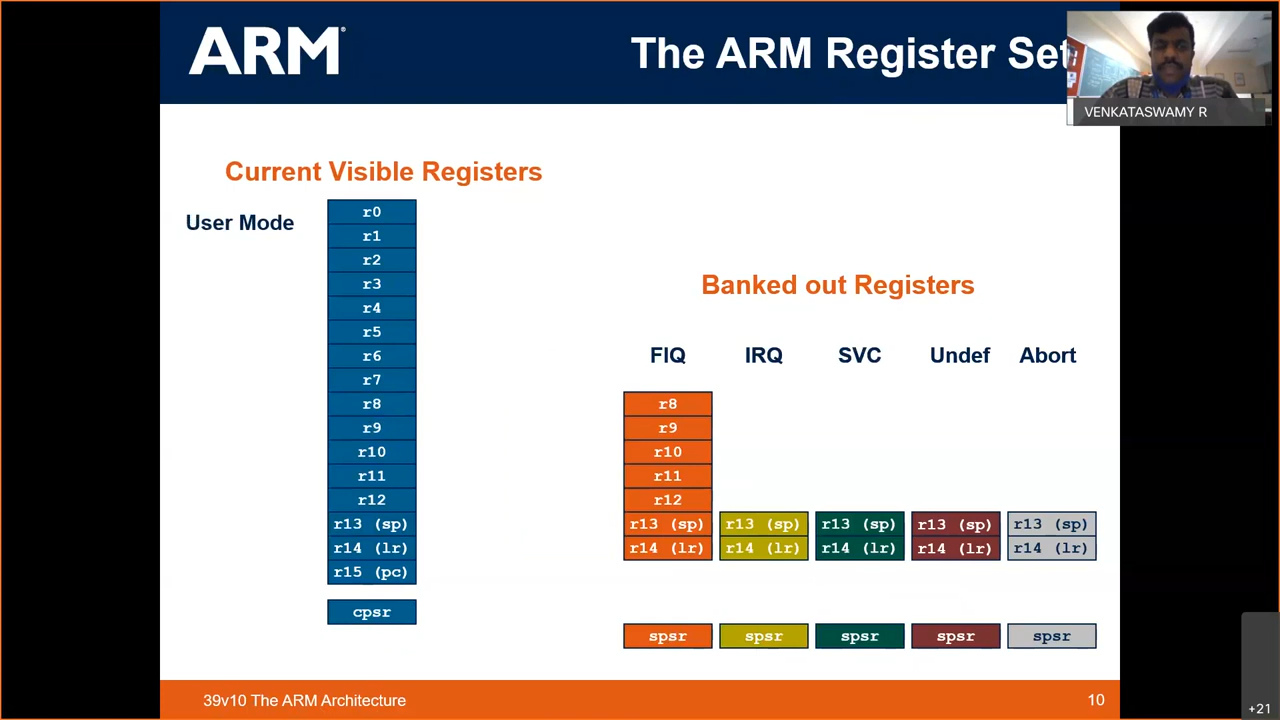 ARM
The ARM Register Set
VENKATASWAMY R
Current Visible Registers
User Mode
r0
r1
r2
r3
r4
r5
r6
r7
r8
r9
r10
r11
r12
r13 (sp)
r14 (lr)
r15 (pc)
cpsr
Banked out Registers
FIQ IRQ SVC Undef Abort
r8
r9
r10
r11
r12
r13 (sp) r13 (sp) r13 (sp) r13 (sp) r13 (sp)
r14 (lr) r14 (lr) r14 (lr) r14 (lr) r14 (lr)
spsr spsr spsr spsr spsr
39v10 The ARM Architecture
10
+21